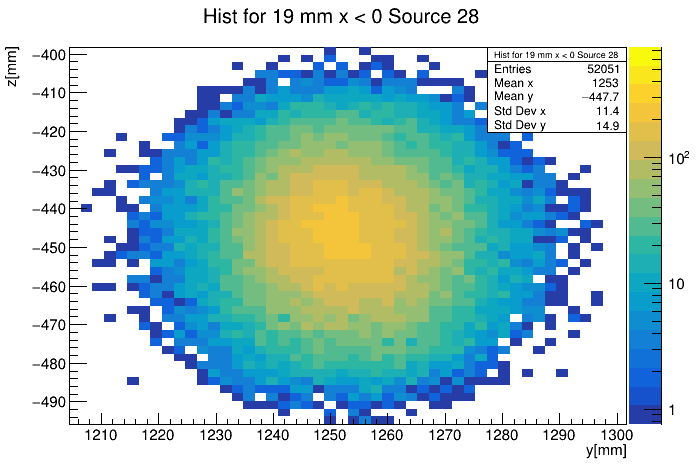 Hist for 19 mm x < 0 Source 28
z[mm]
−400
−410
−420
−430
−440
−450
−460
−470
−480
−490
Hist for 19 mm x < 0 Source 28
Entries 52051
Mean x 1253
Mean y −447.7
Std Dev x 11.4
Std Dev y 14.9
10²
10
1
1210 1220 1230 1240 1250 1260 1270 1280 1290 1300
y[mm]